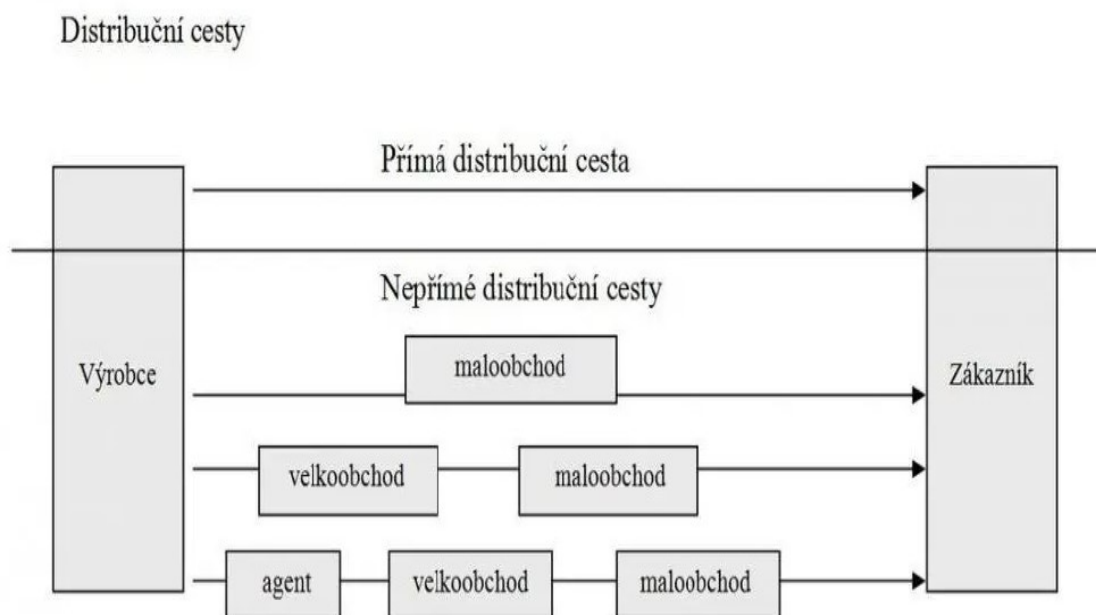 Distribuční cesty
Přímá distribuční cesta
Nepřímé distribuční cesty
Výrobce
maloobchod
Zákazník
velkoobchod
maloobchod
agent
velkoobchod
maloobchod